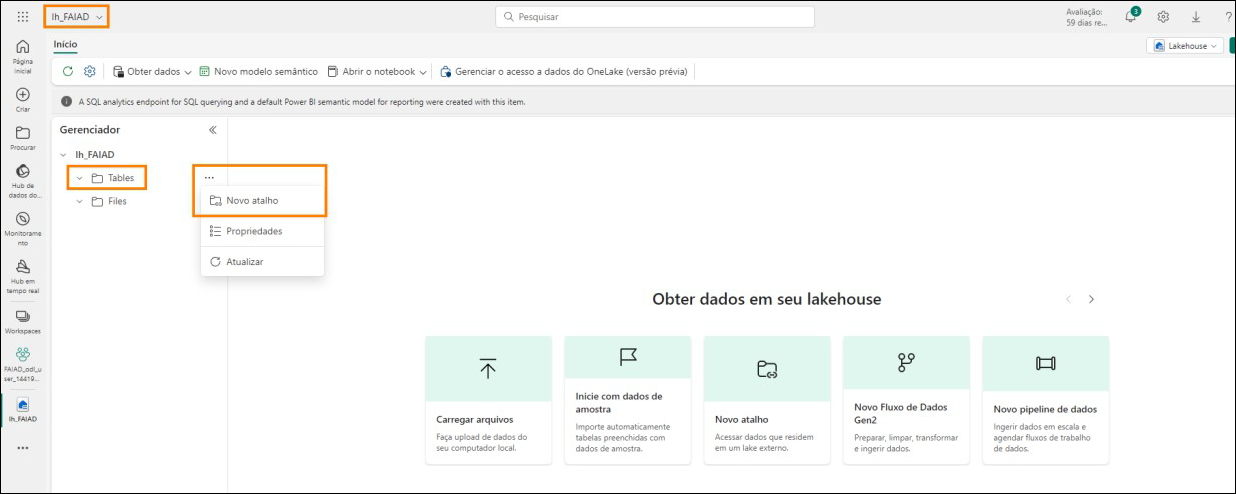 lh_FAIAD
Pesquisar
Avaliação:
59 dias re...
3
?
Início
Lakehouse
Obter dados
Novo modelo semântico
Abrir o notebook
Gerenciar o acesso a dados do OneLake (versão prévia)
A SQL analytics endpoint for SQL querying and a default Power BI semantic model for reporting were created with this item.
Página
inicial
Criar
Procurar
Hub de
dados do...
Monitorame
nto
Hub em
tempo real
Workspaces
FAIAD_odl_u
ser_14419...
lh_FAIAD
...
Gerenciador
lh_FAIAD
Tables
...
Files
Novo atalho
Propriedades
Atualizar
Obter dados em seu lakehouse
Carregar arquivos
Faça upload de dados do
seu computador local.
Inicie com dados de
amostra
Importe automaticamente
tabelas preenchidas com
dados de amostra.
Novo atalho
Acessar dados que residem
em um lake externo.
Novo Fluxo de Dados
Gen2
Preparar, limpar, transformar
e ingerir dados.
Novo pipeline de dados
Ingerir dados em escala e
agendar fluxos de trabalho
de dados.